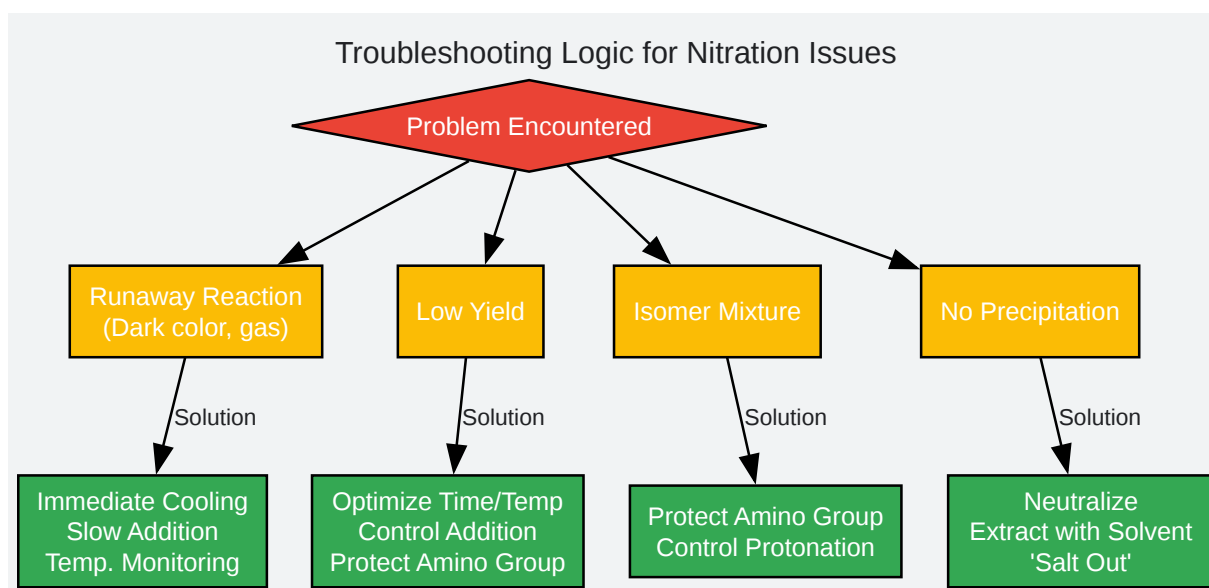 Troubleshooting Logic for Nitration Issues
Problem Encountered
Runaway Reaction
(Dark color, gas)
Low Yield
Isomer Mixture
No Precipitation
Solution
Solution
Solution
Solution
Immediate Cooling
Slow Addition
Temp. Monitoring
Optimize Time/Temp
Control Addition
Protect Amino Group
Protect Amino Group
Control Protonation
Neutralize
Extract with Solvent
'Salt Out'